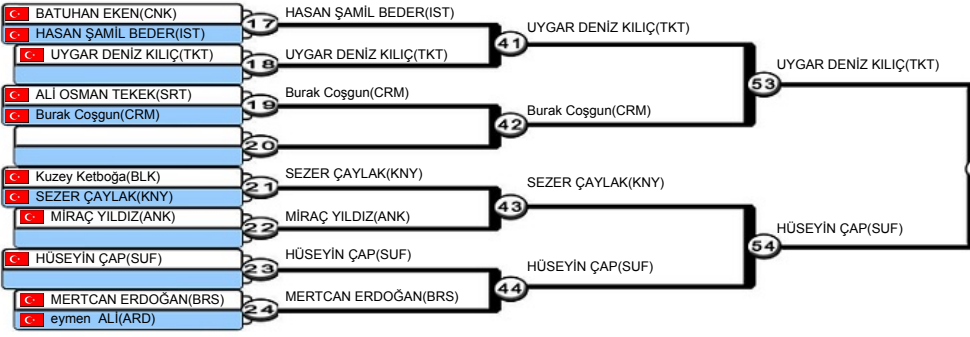 BATUHAN EKEN(CNK)
HASAN ŞAMİL BEDER(IST)
17
HASAN ŞAMİL BEDER(IST)
UYGAR DENİZ KILIÇ(TKT)
18
UYGAR DENİZ KILIÇ(TKT)
41
UYGAR DENİZ KILIÇ(TKT)
ALİ OSMAN TEKEK(SRT)
Burak Coşgun(CRM)
19
Burak Coşgun(CRM)
20
42
Burak Coşgun(CRM)
53
UYGAR DENİZ KILIÇ(TKT)
Kuzey Ketboğa(BLK)
SEZER ÇAYLAK(KNY)
21
SEZER ÇAYLAK(KNY)
MİRAÇ YILDIZ(ANK)
22
MİRAÇ YILDIZ(ANK)
43
SEZER ÇAYLAK(KNY)
HÜSEYİN ÇAP(SUF)
23
HÜSEYİN ÇAP(SUF)
MERTCAN ERDOĞAN(BRS)
eymen ALİ(ARD)
24
MERTCAN ERDOĞAN(BRS)
44
HÜSEYİN ÇAP(SUF)
54
HÜSEYİN ÇAP(SUF)